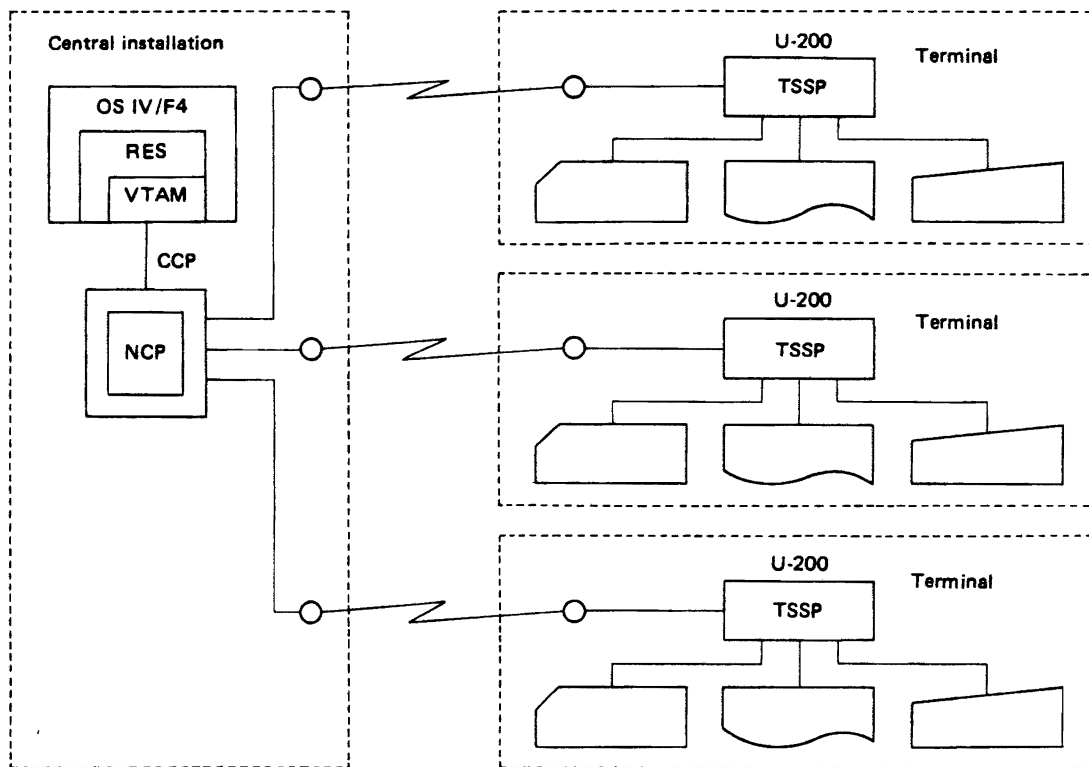 Central installation
OS IV/F4
RES
VTAM
CCP
NCP
U-200
Terminal
TSSP
U-200
Terminal
TSSP
U-200
Terminal
TSSP